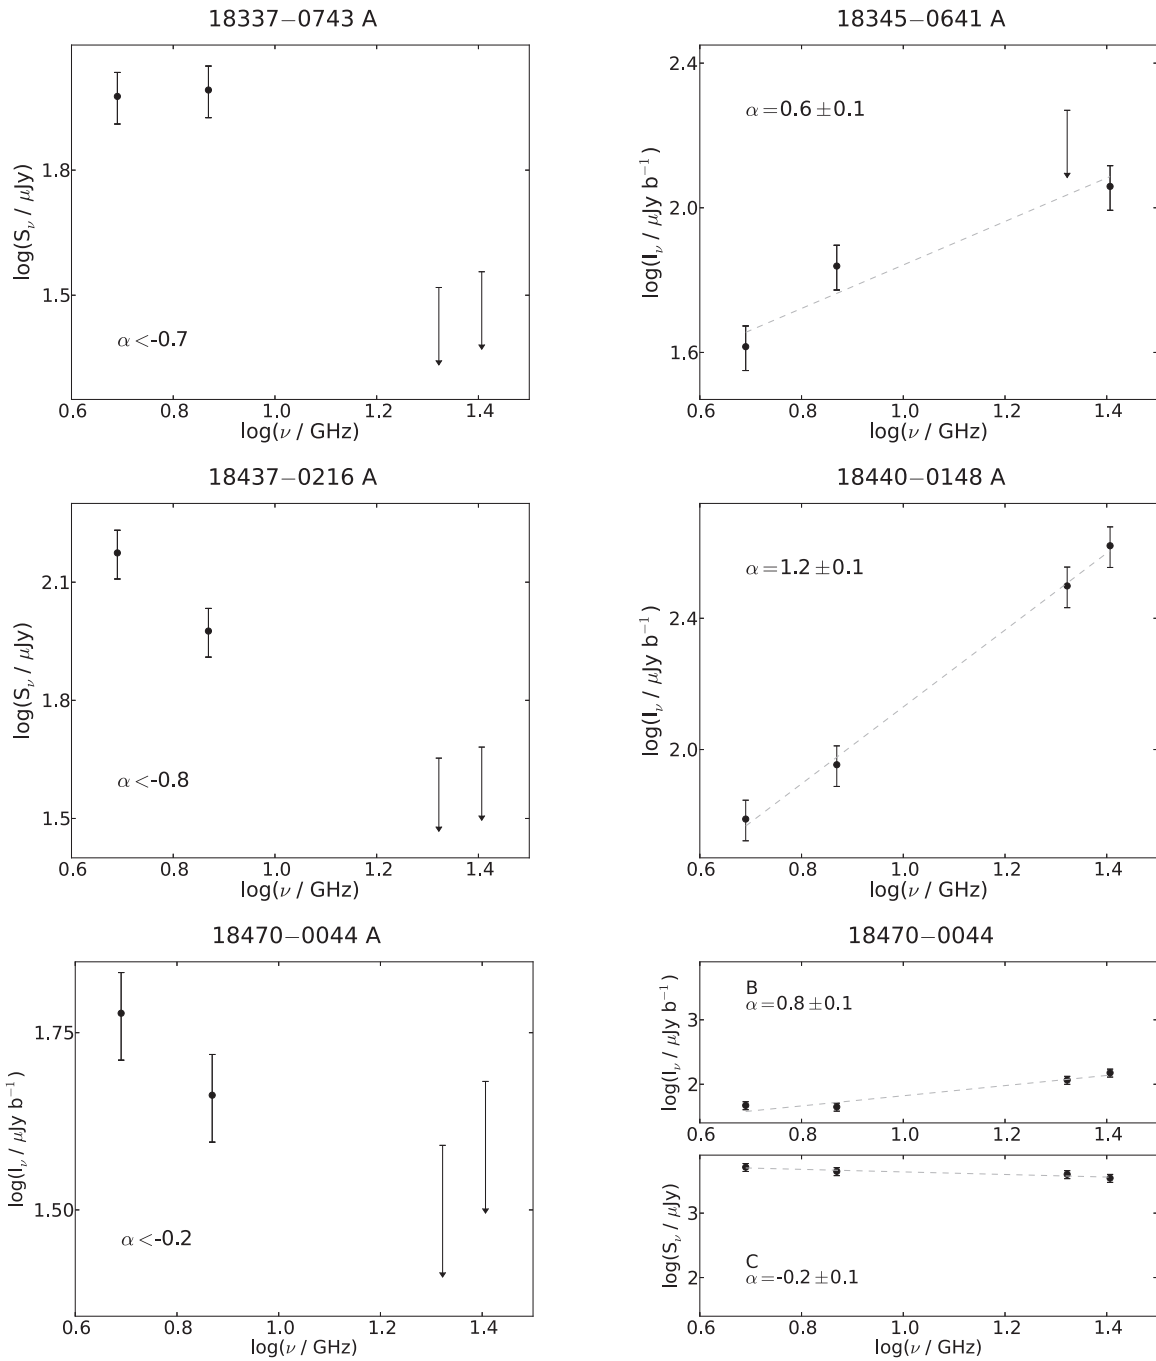 18337−0743 A
log(S_ν / μJy)
1.8
1.5
α<-0.7
0.6 0.8 1.0 1.2 1.4
log(ν / GHz)
18345−0641 A
log(I_ν / μJy b⁻¹)
2.4
2.0
1.6
α=0.6±0.1
0.6 0.8 1.0 1.2 1.4
log(ν / GHz)
18437−0216 A
log(S_ν / μJy)
2.1
1.8
1.5
α<-0.8
0.6 0.8 1.0 1.2 1.4
log(ν / GHz)
18440−0148 A
log(I_ν / μJy b⁻¹)
2.4
2.0
α=1.2±0.1
0.6 0.8 1.0 1.2 1.4
log(ν / GHz)
18470−0044 A
log(I_ν / μJy b⁻¹)
1.75
1.50
α<-0.2
0.6 0.8 1.0 1.2 1.4
log(ν / GHz)
18470−0044
log(I_ν / μJy b⁻¹)
3
2
B
α=0.8±0.1
0.6 0.8 1.0 1.2 1.4
log(S_ν / μJy)
3
2
C
α=-0.2±0.1
0.6 0.8 1.0 1.2 1.4
log(ν / GHz)